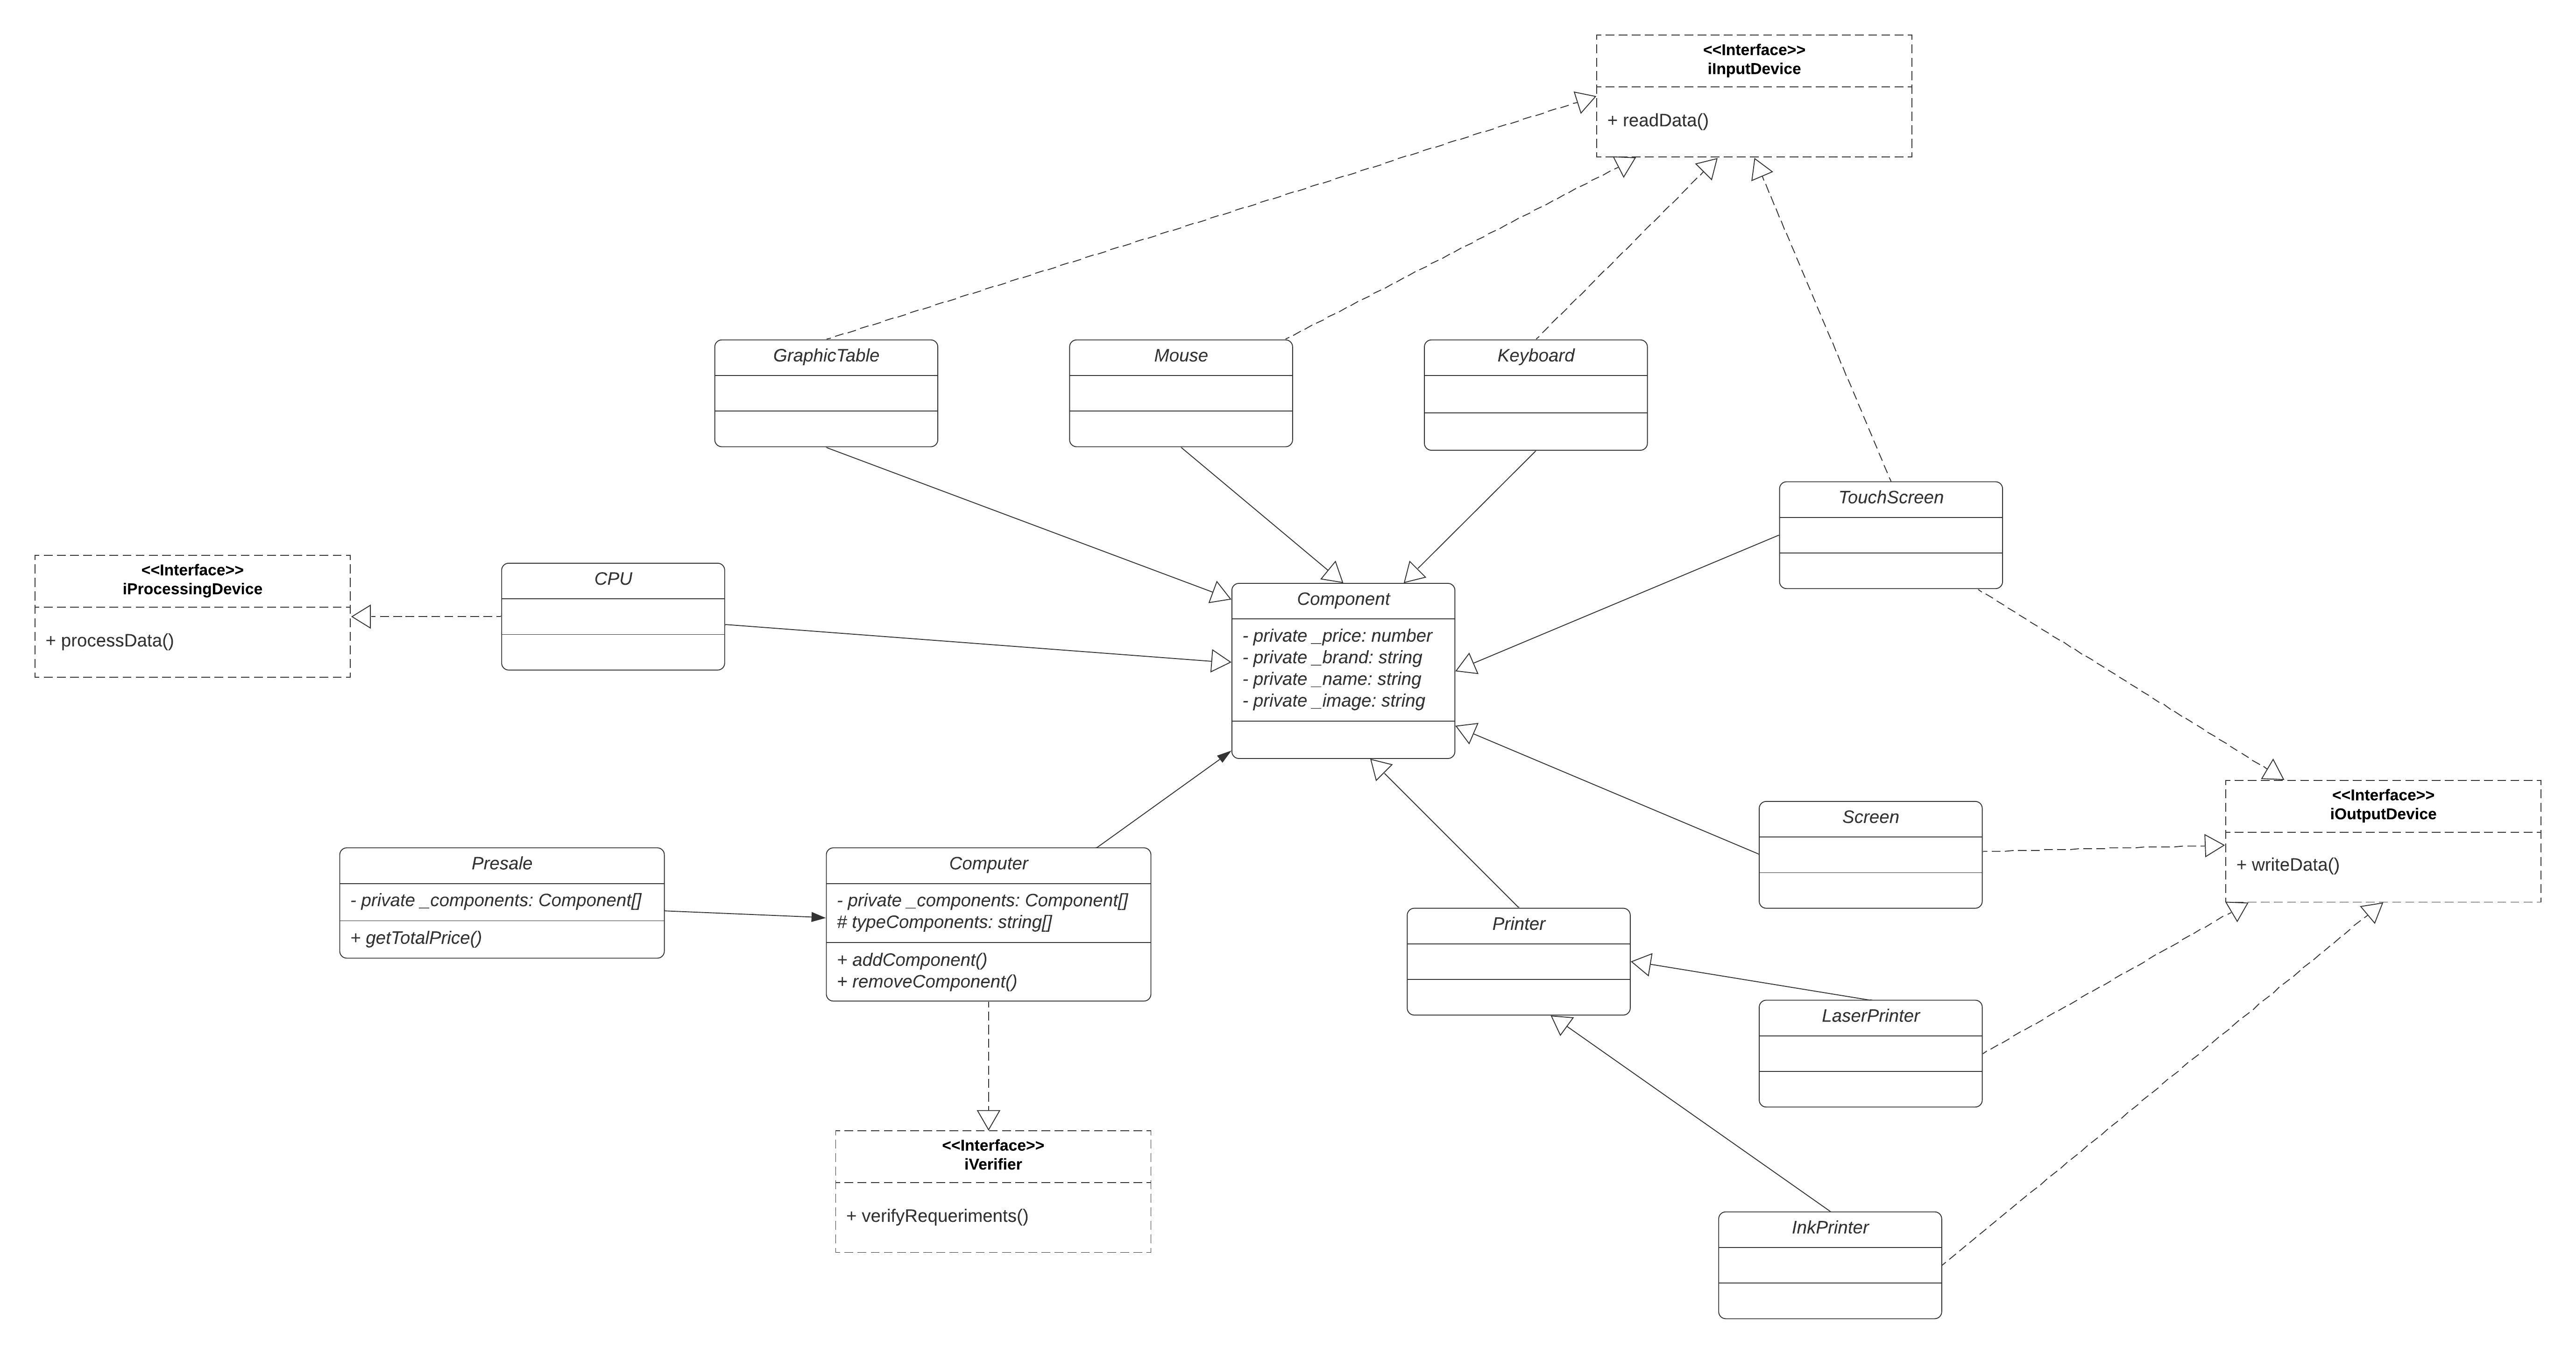 <<Interface>>
iInputDevice
+ readData()
GraphicTable
Mouse
Keyboard
TouchScreen
<<Interface>>
iProcessingDevice
+ processData()
CPU
Component
- private _price: number
- private _brand: string
- private _name: string
- private _image: string
<<Interface>>
iOutputDevice
+ writeData()
Screen
Presale
- private _components: Component[]
+ getTotalPrice()
Computer
- private _components: Component[]
# typeComponents: string[]
+ addComponent()
+ removeComponent()
Printer
LaserPrinter
<<Interface>>
iVerifier
+ verifyRequeriments()
InkPrinter